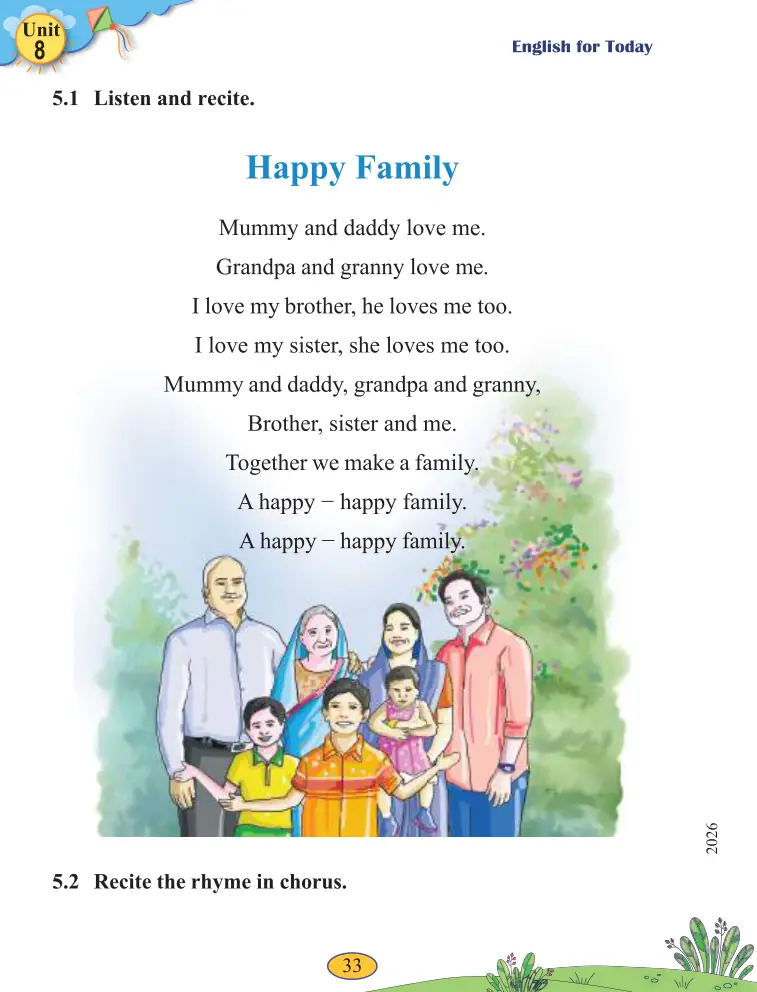 Unit
8
English for Today
5.1 Listen and recite.
Happy Family
Mummy and daddy love me.
Grandpa and granny love me.
I love my brother, he loves me too.
I love my sister, she loves me too.
Mummy and daddy, grandpa and granny,
Brother, sister and me.
Together we make a family.
A happy − happy family.
A happy − happy family.
2026
5.2 Recite the rhyme in chorus.
33